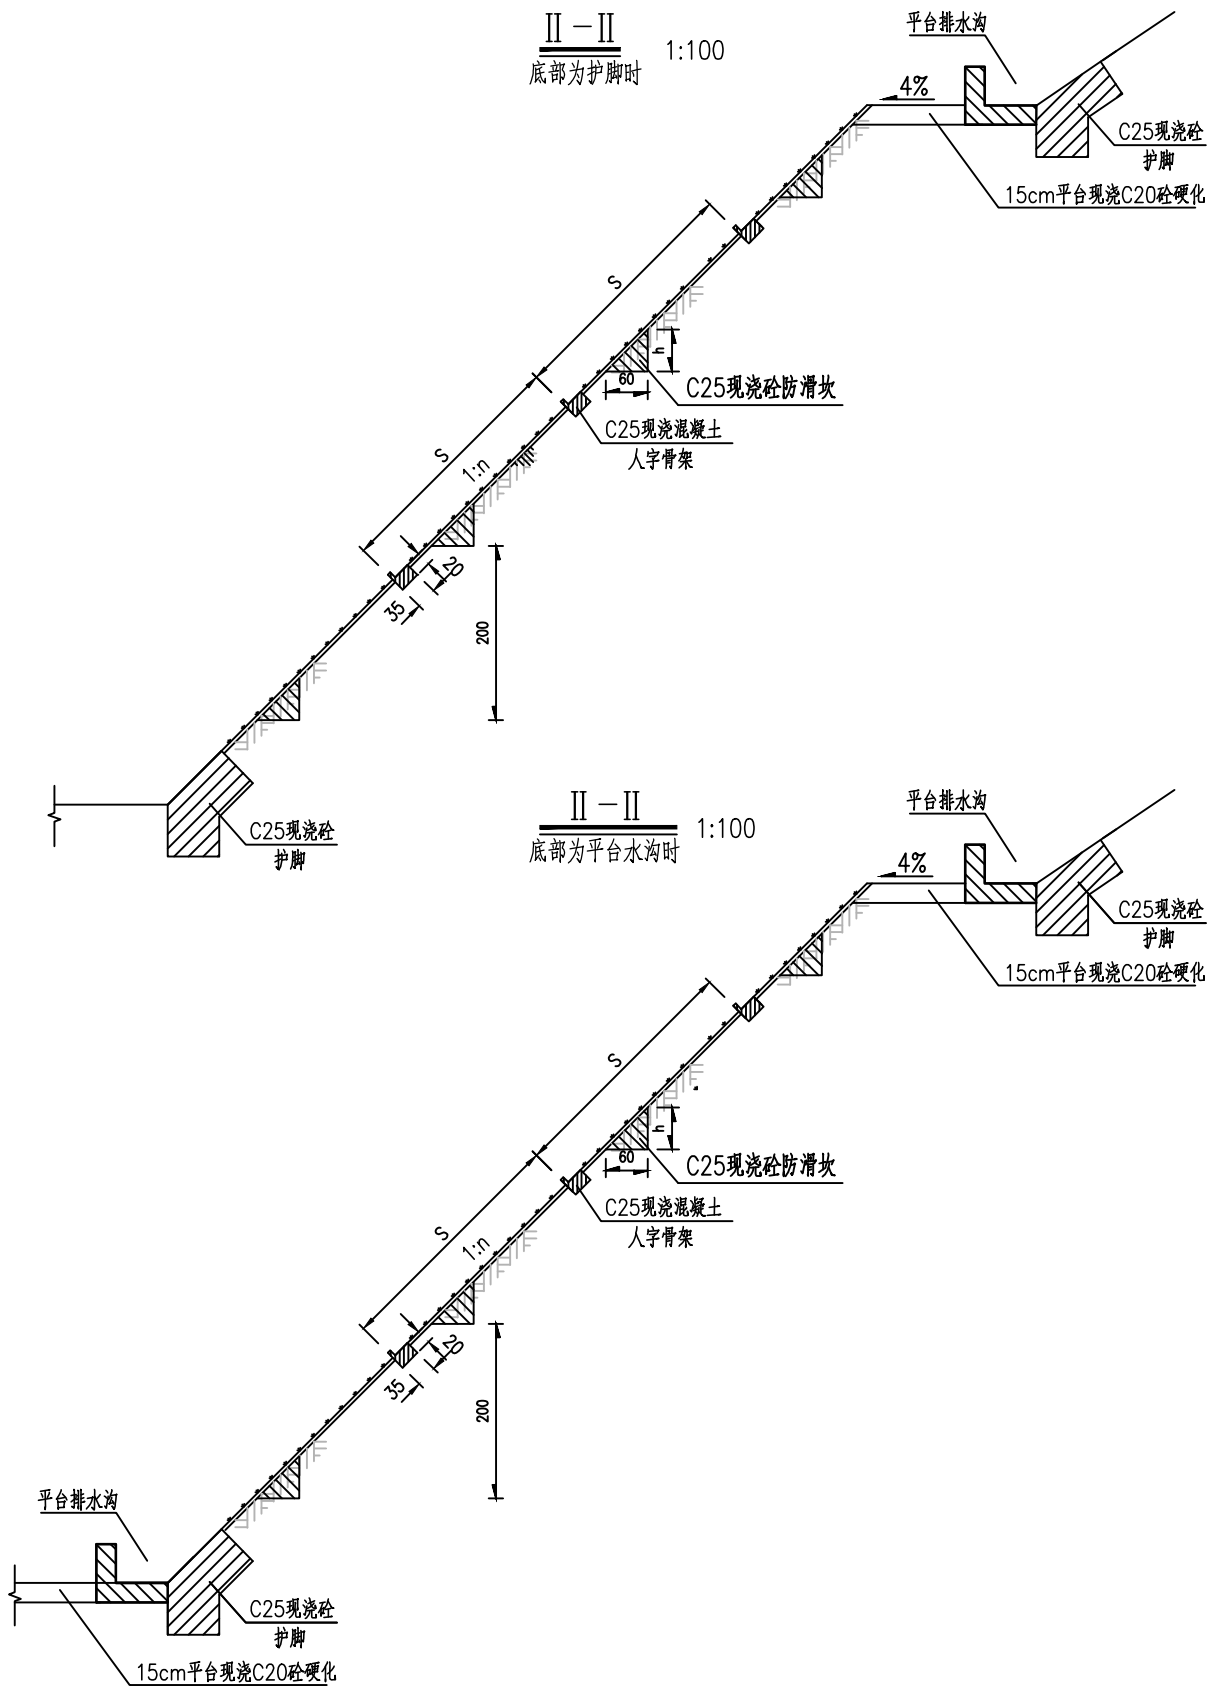 Ⅱ-Ⅱ
1:100
底部为护脚时
平台排水沟
4%
C25现浇砼
护脚
15cm平台现浇C20砼硬化
S
h
60
C25现浇砼防滑坎
C25现浇混凝土
人字骨架
S
1:n
20
35
200
C25现浇砼
护脚
Ⅱ-Ⅱ
1:100
底部为平台水沟时
平台排水沟
4%
C25现浇砼
护脚
15cm平台现浇C20砼硬化
S
h
60
C25现浇砼防滑坎
C25现浇混凝土
人字骨架
S
1:n
20
35
200
平台排水沟
C25现浇砼
护脚
15cm平台现浇C20砼硬化